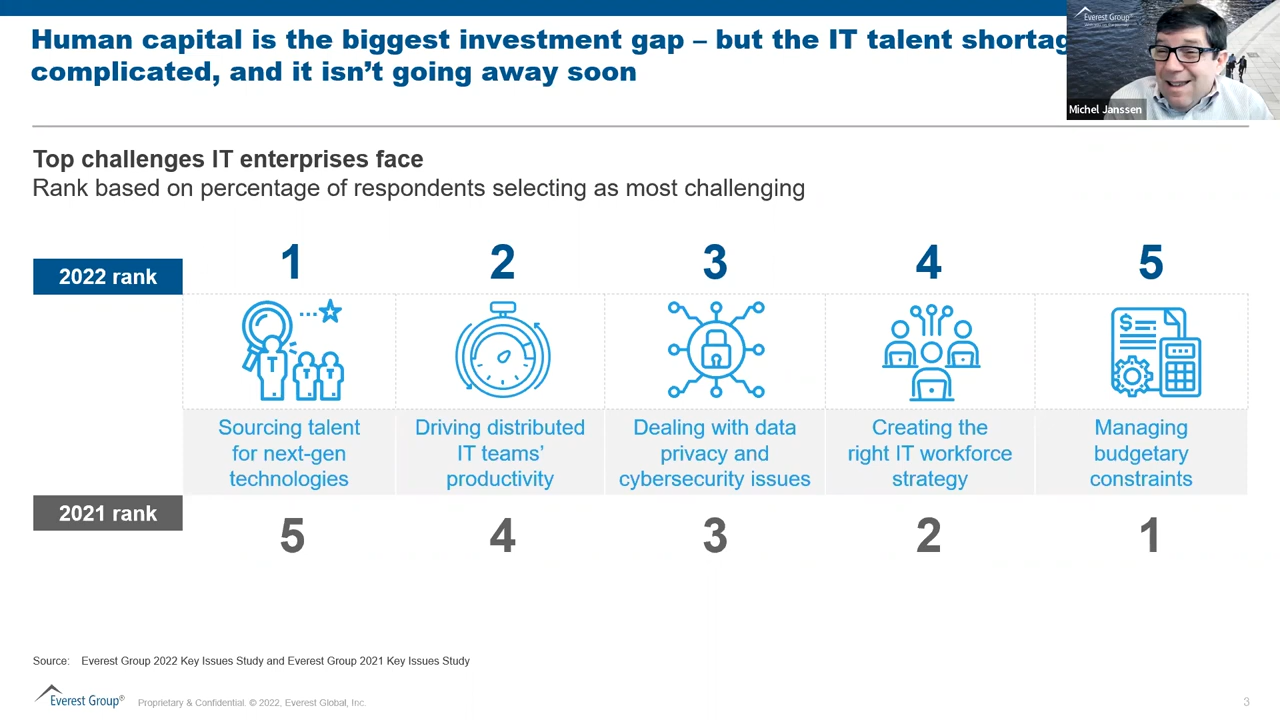 Human capital is the biggest investment gap – but the IT talent
complicated, and it isn't going away soon
Everest Group®
Michel Janssen
Top challenges IT enterprises face
Rank based on percentage of respondents selecting as most challenging
2022 rank
1
2
3
4
5
Sourcing talent
for next-gen
technologies
Driving distributed
IT teams'
productivity
Dealing with data
privacy and
cybersecurity issues
Creating the
right IT workforce
strategy
Managing
budgetary
constraints
2021 rank
5
4
3
2
1
Source: Everest Group 2022 Key Issues Study and Everest Group 2021 Key Issues Study
Everest Group®
Proprietary & Confidential. © 2022, Everest Global, Inc.
3